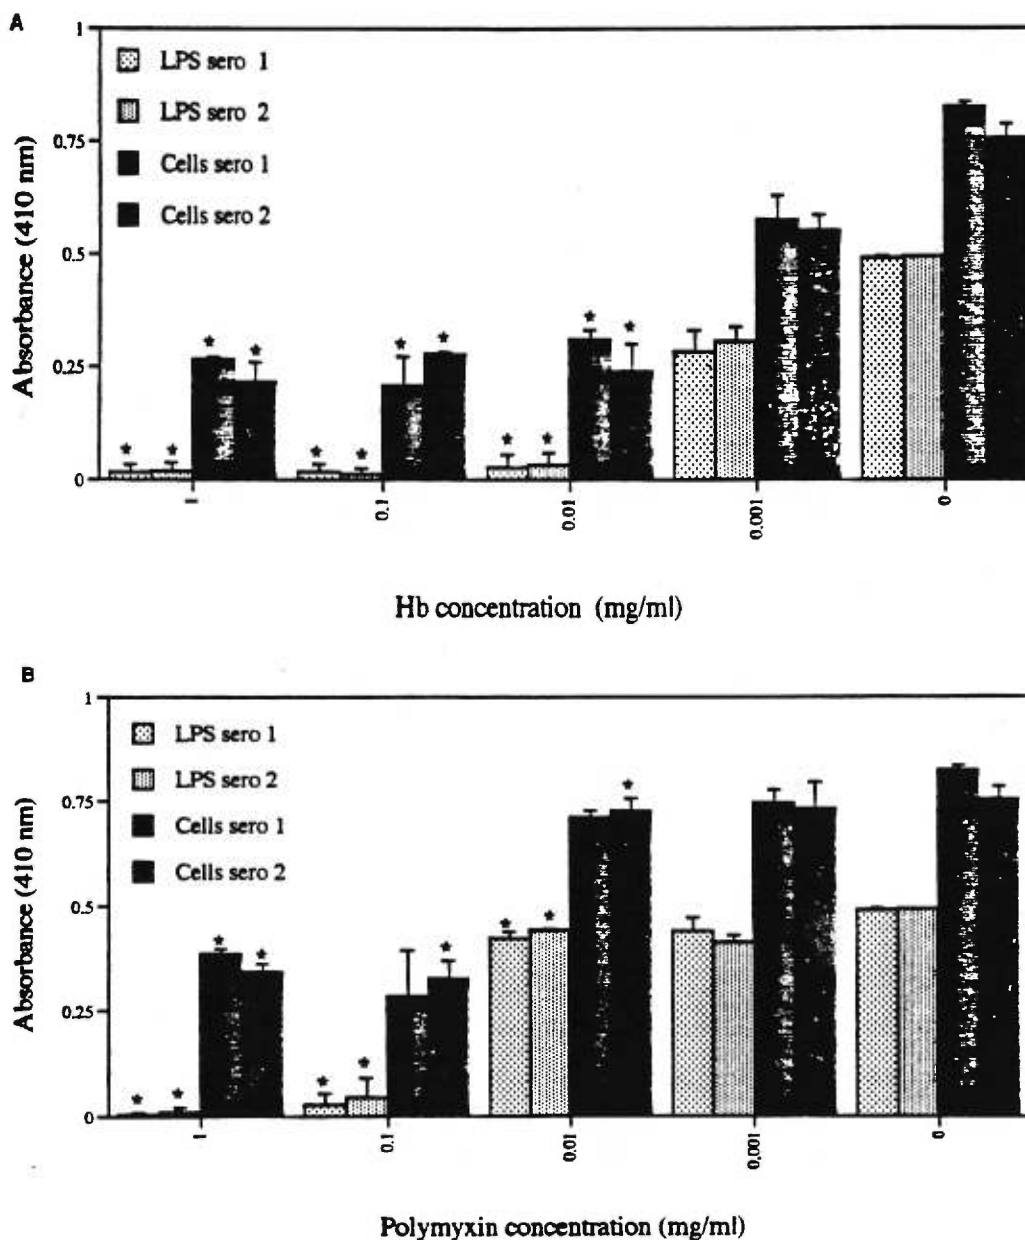 A
1
LPS sero 1
LPS sero 2
0.75
Cells sero 1
Cells sero 2
Absorbance (410 nm)
0.5
0.25
0
* * * * * * * * * * * *
1 0.1 0.01 0.001 0
Hb concentration (mg/ml)
B
1
LPS sero 1
LPS sero 2
0.75
Cells sero 1
Cells sero 2
Absorbance (410 nm)
0.5
0.25
0
* * * * * * * * * *
1 0.1 0.01 0.001 0
Polymyxin concentration (mg/ml)